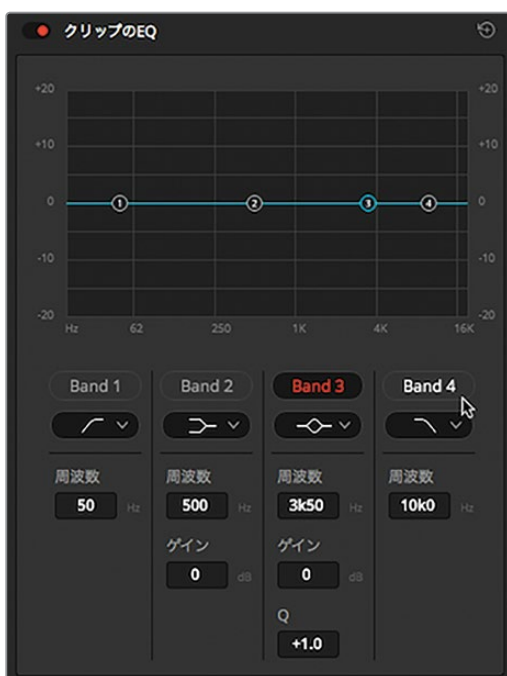 クリップのEQ
+20 +20
+10 +10
0 1 2 3 4 0
-10 -10
-20 -20
Hz 62 250 1K 4K 16K
Band 1 Band 2 Band 3 Band 4
周波数 周波数 周波数 周波数
50 Hz 500 Hz 3k50 Hz 10k0 Hz
ゲイン ゲイン
0 dB 0 dB
Q
+1.0